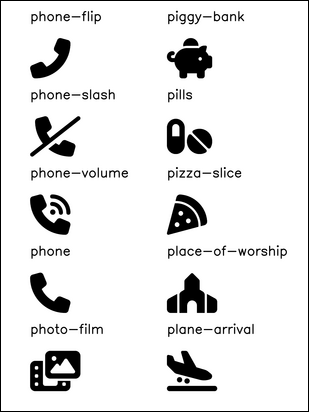 phone-flip piggy-bank
phone-slash pills
phone-volume pizza-slice
phone place-of-worship
photo-film plane-arrival